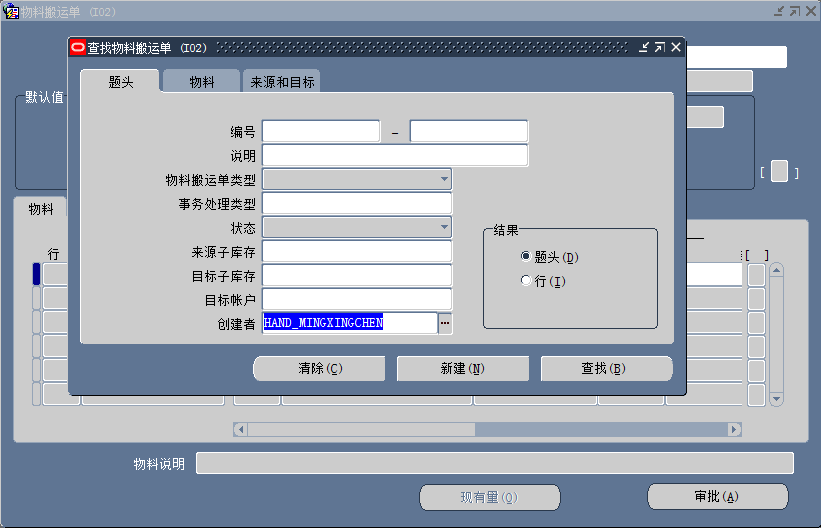 物料搬运单 (I02)
查找物料搬运单 (I02)
题头 物料 来源和目标
默认值
编号 –
说明
物料搬运单类型
事务处理类型
状态
来源子库存
目标子库存
目标帐户
创建者 HAND_MINGXINGCHEN ...
结果
题头(D)
行(I)
清除(C) 新建(N) 查找(B)
[ ]
物料
行 [ ]
物料说明
现有量(Q) 审批(A)